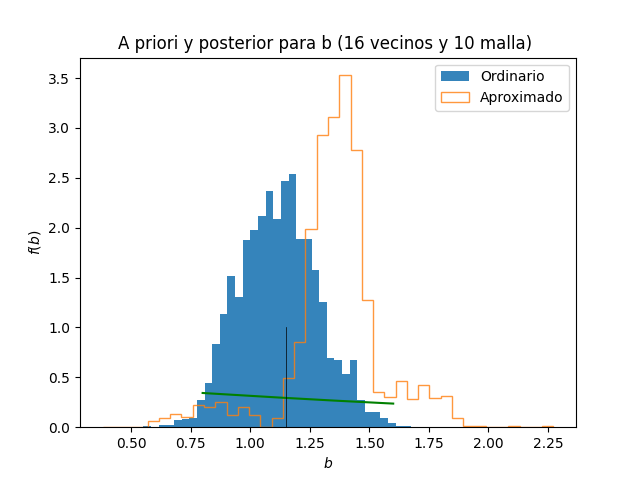 A priori y posterior para b (16 vecinos y 10 malla)
Ordinario
Aproximado
f(b)
3.5
3.0
2.5
2.0
1.5
1.0
0.5
0.0
0.50 0.75 1.00 1.25 1.50 1.75 2.00 2.25
b